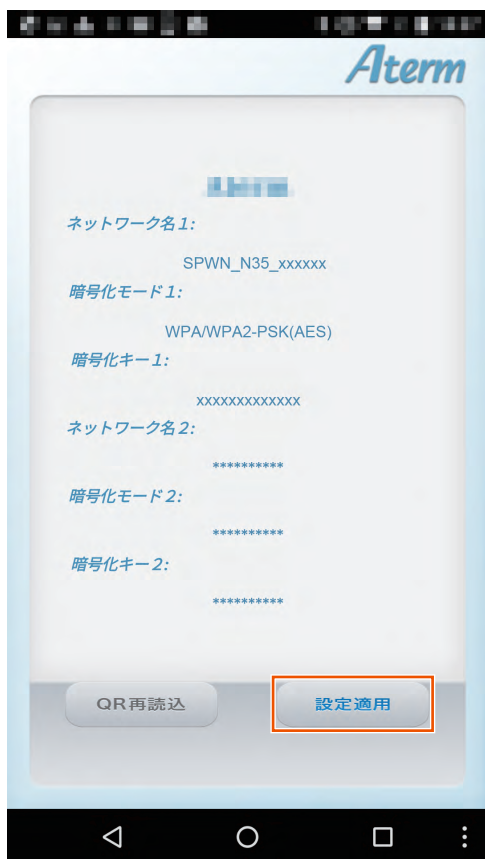 Aterm
ネットワーク名1:
SPWN_N35_xxxxxx
暗号化モード1:
WPA/WPA2-PSK(AES)
暗号化キー1:
xxxxxxxxxxxxx
ネットワーク名2:
**********
暗号化モード2:
**********
暗号化キー2:
**********
QR再読込 設定適用